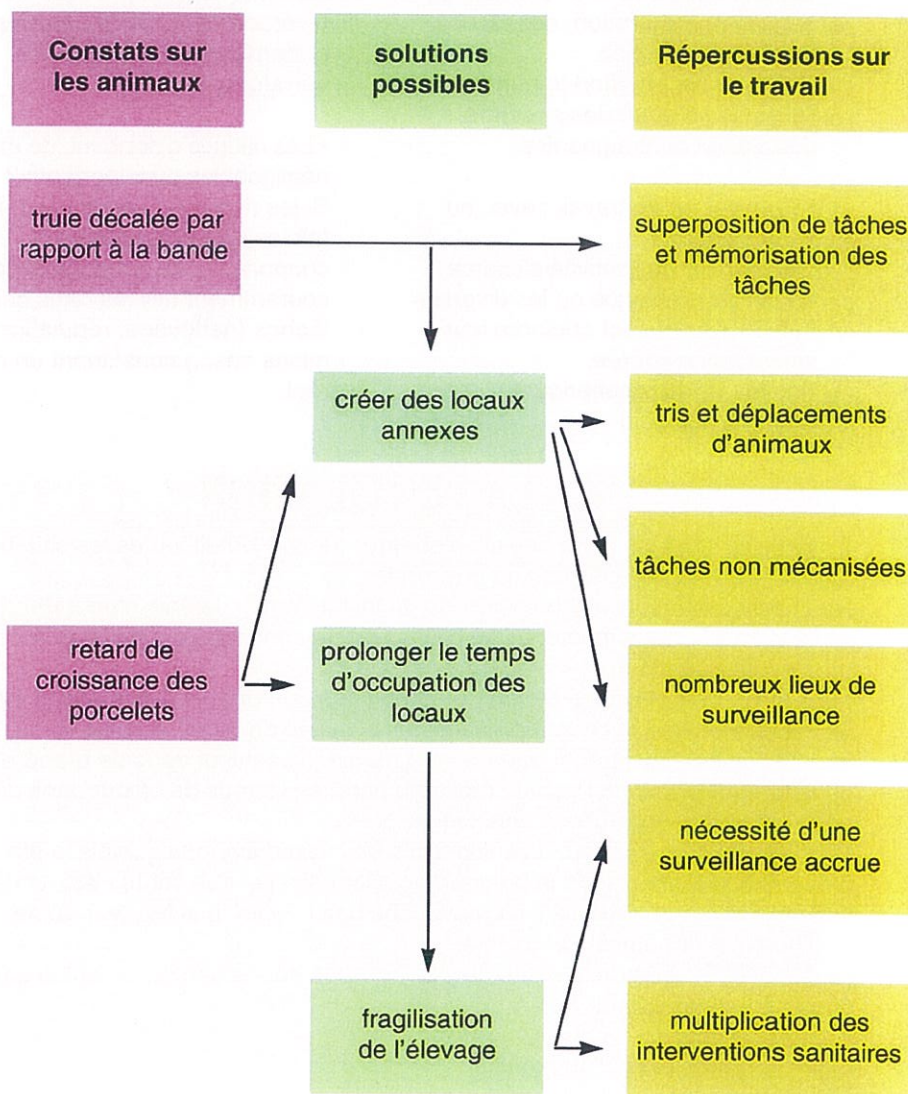 Constats sur
les animaux
solutions
possibles
Répercussions sur
le travail
truie décalée par
rapport à la bande
superposition de tâches
et mémorisation des
tâches
créer des locaux
annexes
tris et déplacements
d'animaux
tâches non mécanisées
retard de
croissance des
porcelets
prolonger le temps
d'occupation des
locaux
nombreux lieux de
surveillance
nécessité d'une
surveillance accrue
fragilisation
de l'élevage
multiplication des
interventions sanitaires